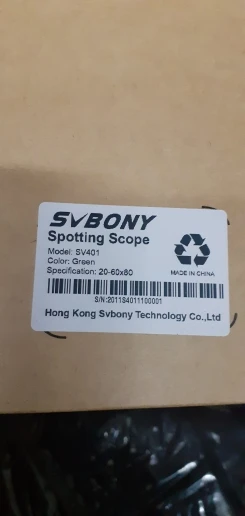 SVBONY
Spotting Scope
Model: SV401
Color: Green
Specification: 20-60x80
MADE IN CHINA
S/N:2011S4011100001
Hong Kong Svbony Technology Co.,Ltd